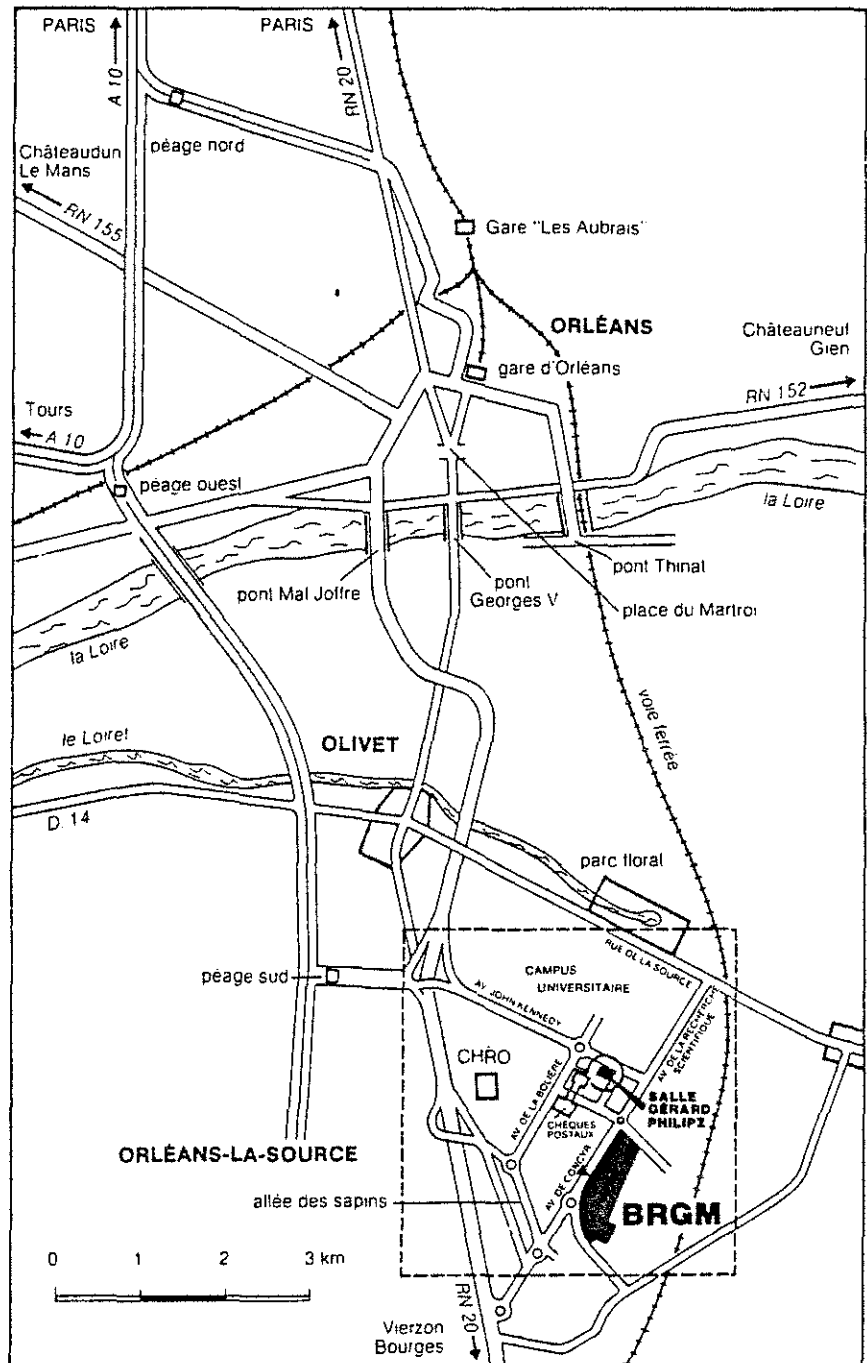 PARIS
PARIS
A 10
RN 20
péage nord
Châteaudun
Le Mans
RN 155
Gare "Les Aubrais"
ORLÉANS
Châteauneuf
Gien
gare d'Orléans
RN 152
Tours
A 10
péage ouest
la Loire
pont Thinat
pont Mal Joffre
pont
Georges V
place du Martroi
la Loire
voie ferrée
le Loiret
OLIVET
D. 14
parc floral
RUE DE LA SOURCE
CAMPUS
UNIVERSITAIRE
péage sud
AV. JOHN KENNEDY
AV. DE LA RECHERCHE
SCIENTIFIQUE
CHRO
AV. DE LA BOLIÈRE
SALLE
GÉRARD
PHILIPE
CHÈQUES
POSTAUX
ORLÉANS-LA-SOURCE
AV. DE CONCYR
allée des sapins
BRGM
0 1 2 3 km
RN 20
Vierzon
Bourges